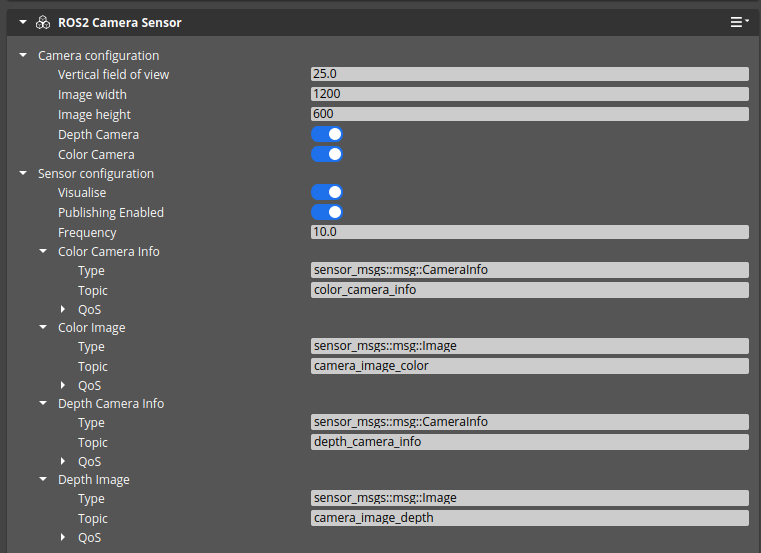 ROS2 Camera Sensor
Camera configuration
Vertical field of view 25.0
Image width 1200
Image height 600
Depth Camera
Color Camera
Sensor configuration
Visualise
Publishing Enabled
Frequency 10.0
Color Camera Info
Type sensor_msgs::msg::CameraInfo
Topic color_camera_info
QoS
Color Image
Type sensor_msgs::msg::Image
Topic camera_image_color
QoS
Depth Camera Info
Type sensor_msgs::msg::CameraInfo
Topic depth_camera_info
QoS
Depth Image
Type sensor_msgs::msg::Image
Topic camera_image_depth
QoS